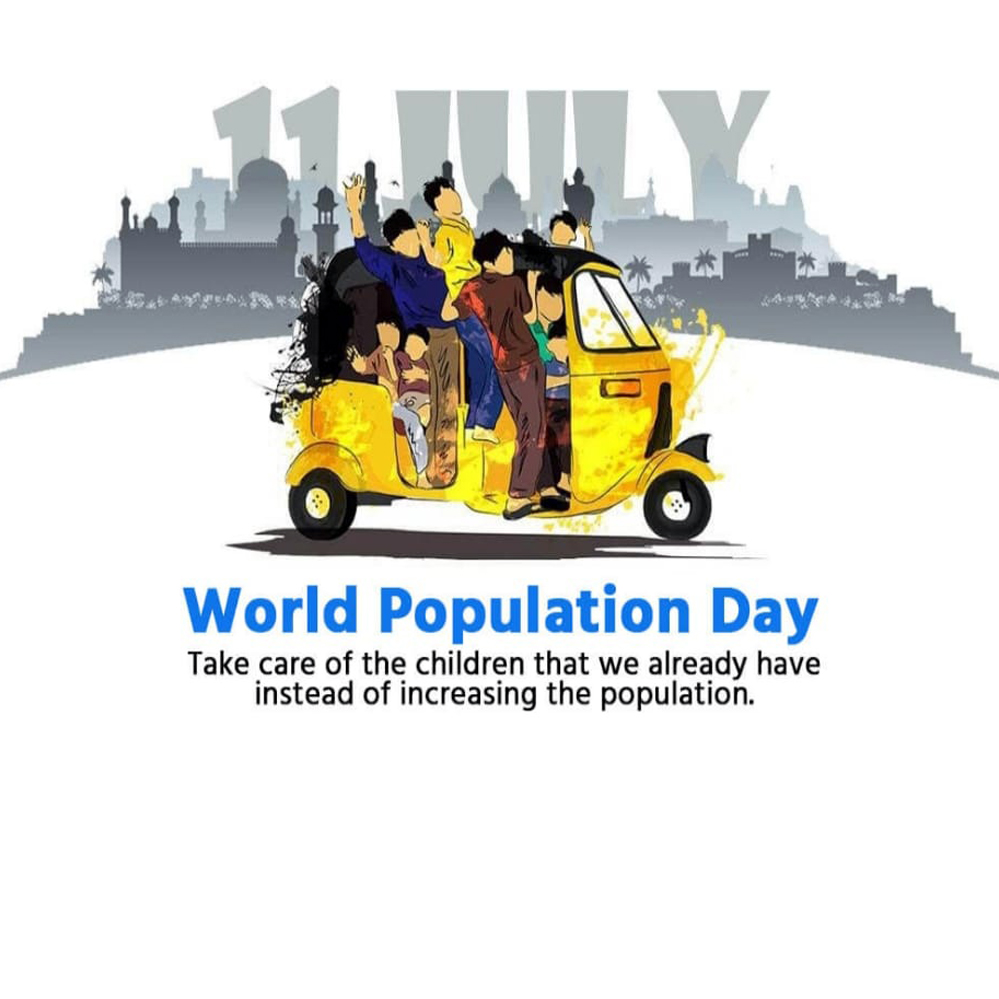 11 JULY
World Population Day
Take care of the children that we already have
instead of increasing the population.